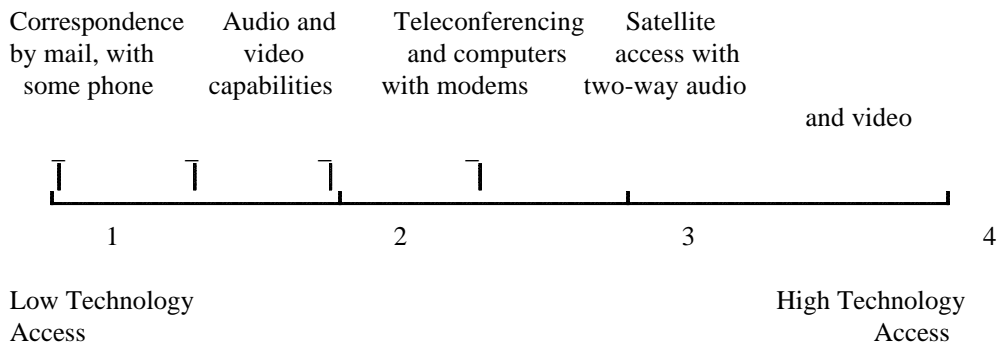 Correspondence Audio and Teleconferencing Satellite
by mail, with video and computers access with
some phone capabilities with modems two-way audio
and video
1 2 3 4
Low Technology High Technology
Access Access